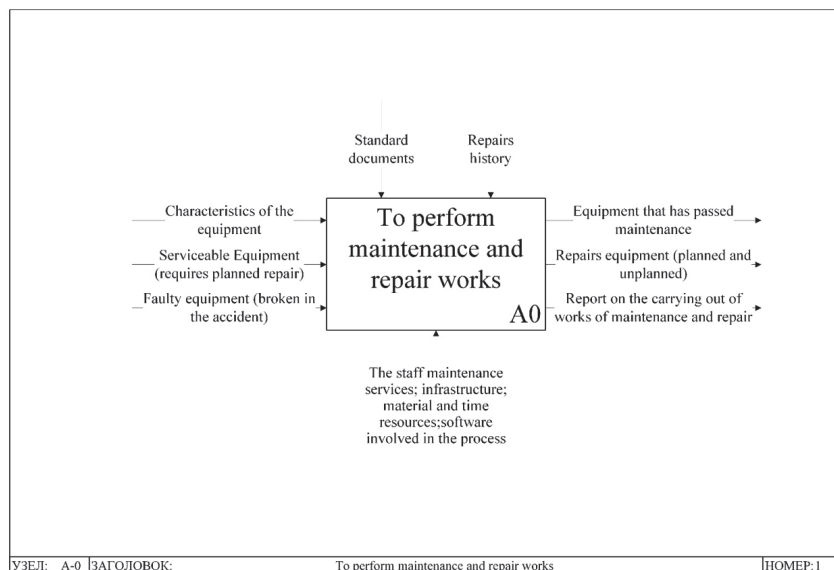 Standard
documents
Repairs
history
Characteristics of the
equipment
Serviceable Equipment
(requires planned repair)
Faulty equipment (broken in
the accident)
To perform
maintenance and
repair works
A0
Equipment that has passed
maintenance
Repairs equipment (planned and
unplanned)
Report on the carrying out of
works of maintenance and repair
The staff maintenance
services; infrastructure;
material and time
resources;software
involved in the process
УЗЕЛ: A-0 ЗАГОЛОВОК: To perform maintenance and repair works НОМЕР:1